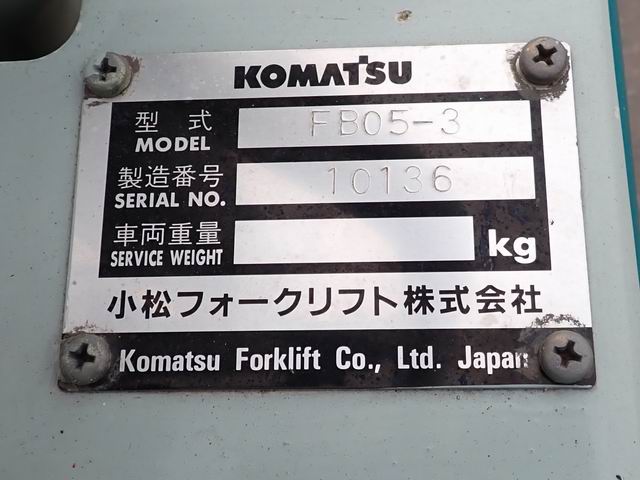 KOMATSU
型式 FB05-3
MODEL
製造番号 10136
SERIAL NO.
車両重量 kg
SERVICE WEIGHT
小松フォークリフト株式会社
Komatsu Forklift Co., Ltd. Japan